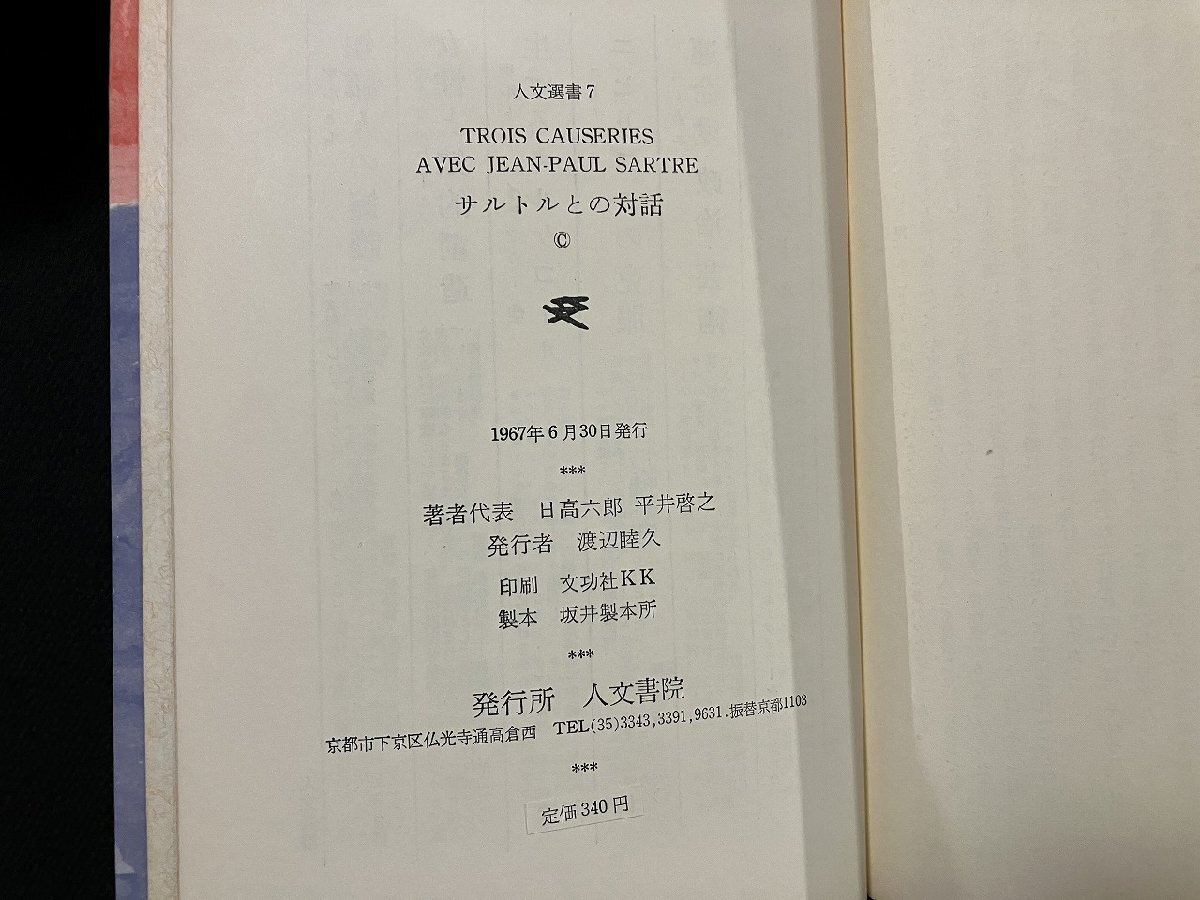 人文選書7
TROIS CAUSERIES
AVEC JEAN-PAUL SARTRE
サルトルとの対話
©
1967年6月30日発行
***
著者代表 日高六郎 平井啓之
発行者 渡辺睦久
印刷 文功社KK
製本 坂井製本所
***
発行所 人文書院
京都市下京区仏光寺通高倉西 TEL(35)3343,3391,9631.振替京都1103
***
定価340円